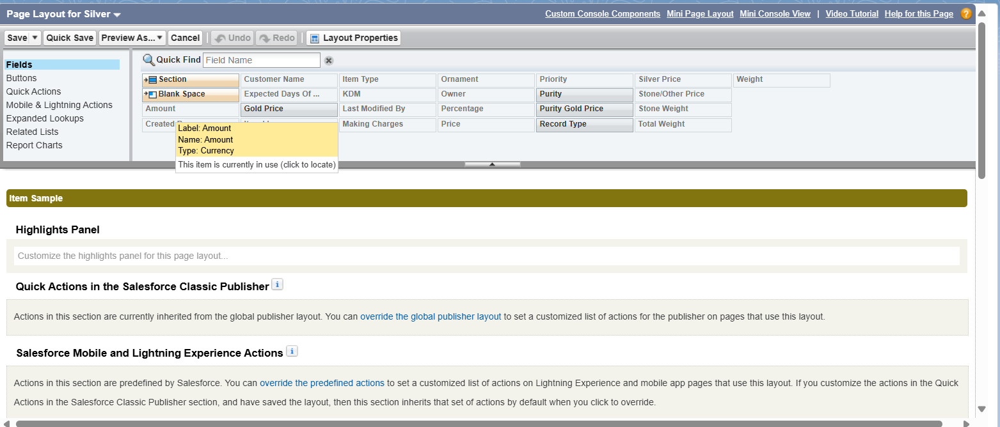 Page Layout for Silver
Custom Console Components Mini Page Layout Mini Console View | Video Tutorial Help for this Page ?
Save Quick Save Preview As... Cancel Undo Redo Layout Properties
Fields
Buttons
Quick Actions
Mobile & Lightning Actions
Expanded Lookups
Related Lists
Report Charts
Quick Find Field Name
Section Customer Name Item Type Ornament Priority Silver Price Weight
Blank Space Expected Days Of ... KDM Owner Purity Stone/Other Price
Amount Gold Price Last Modified By Percentage Purity Gold Price Stone Weight
Created Making Charges Price Record Type Total Weight
Label: Amount
Name: Amount
Type: Currency
This item is currently in use (click to locate)
Item Sample
Highlights Panel
Customize the highlights panel for this page layout...
Quick Actions in the Salesforce Classic Publisher i
Actions in this section are currently inherited from the global publisher layout. You can override the global publisher layout to set a customized list of actions for the publisher on pages that use this layout.
Salesforce Mobile and Lightning Experience Actions i
Actions in this section are predefined by Salesforce. You can override the predefined actions to set a customized list of actions on Lightning Experience and mobile app pages that use this layout. If you customize the actions in the Quick
Actions in the Salesforce Classic Publisher section, and have saved the layout, then this section inherits that set of actions by default when you click to override.